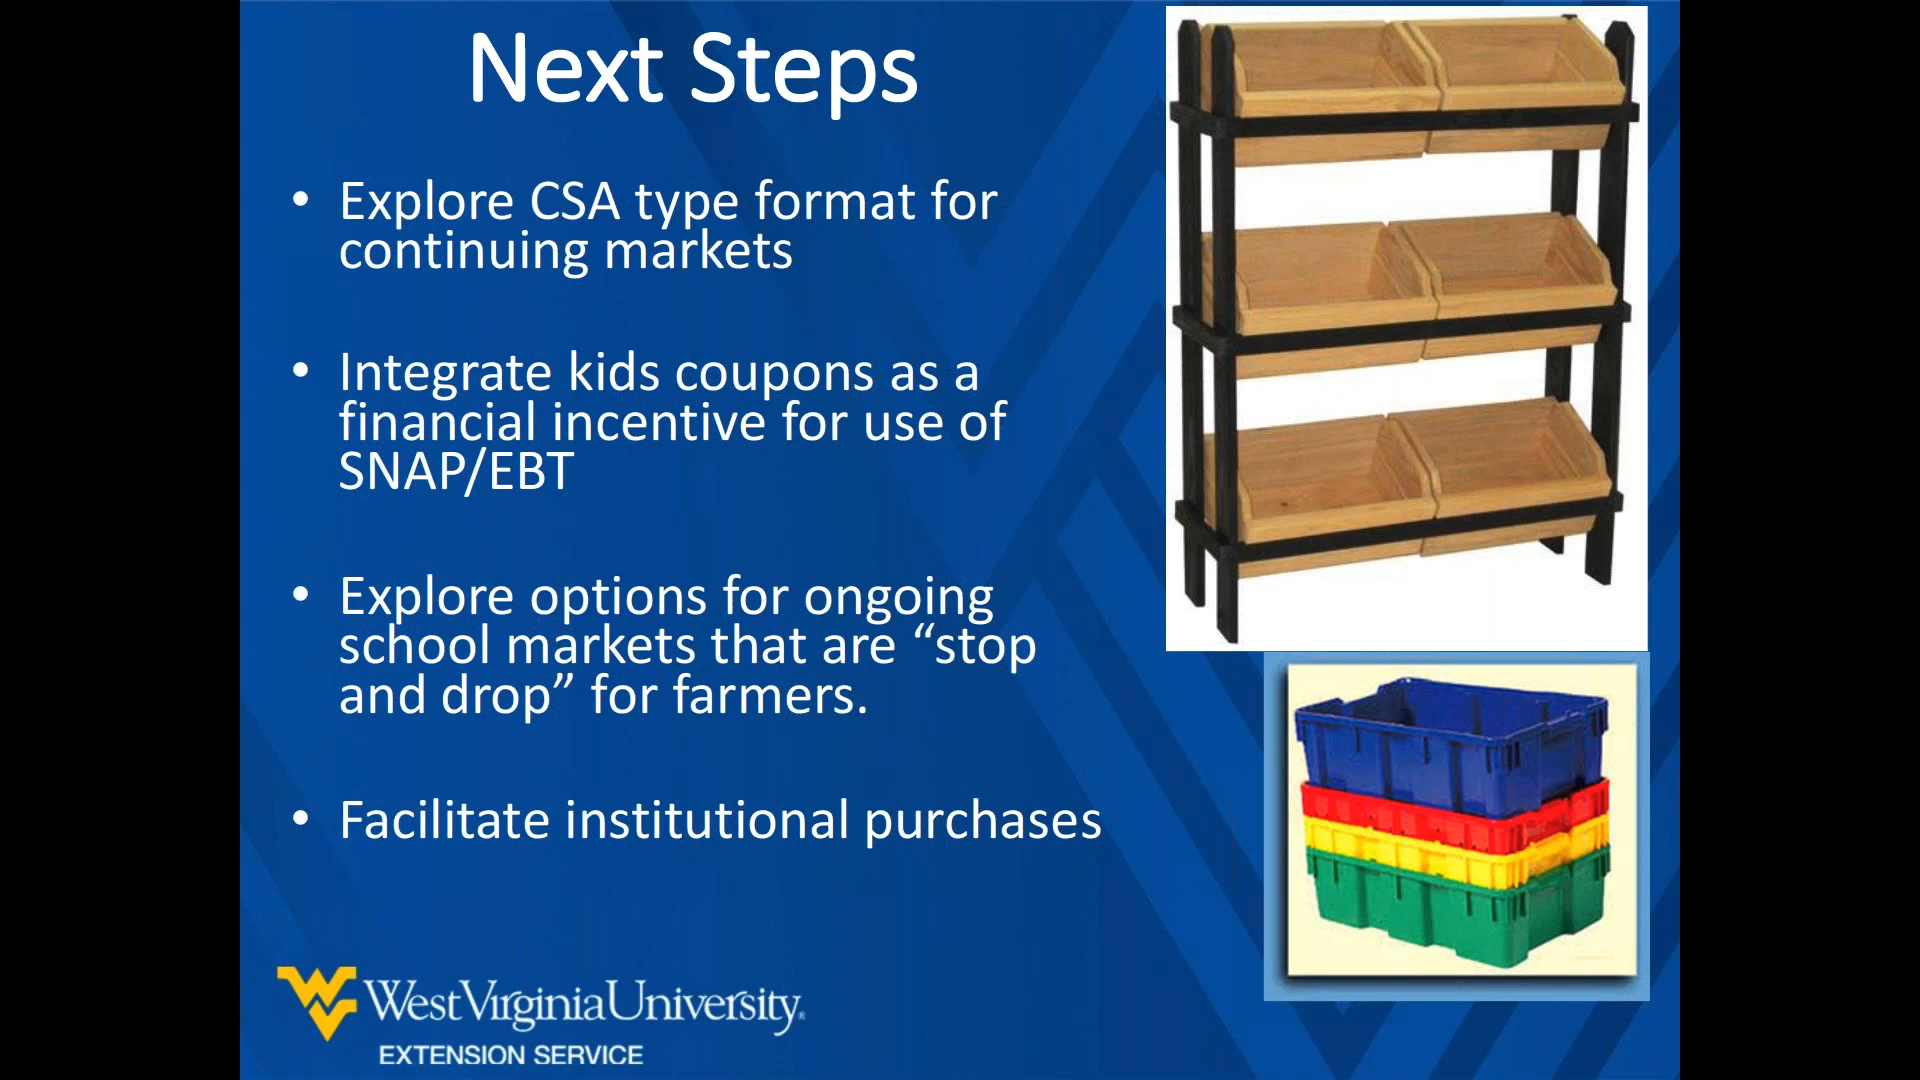 Next Steps
• Explore CSA type format for
continuing markets
• Integrate kids coupons as a
financial incentive for use of
SNAP/EBT
• Explore options for ongoing
school markets that are “stop
and drop” for farmers.
• Facilitate institutional purchases
WV WestVirginiaUniversity®
EXTENSION SERVICE